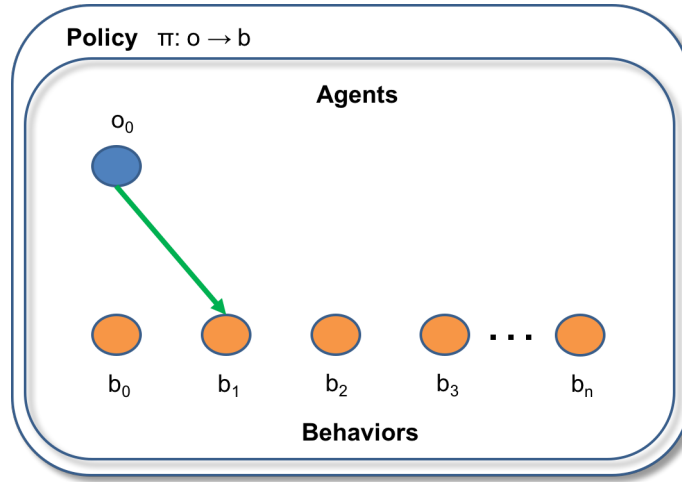 Policy π: o → b
Agents
o₀
...
b₀ b₁ b₂ b₃ bₙ
Behaviors